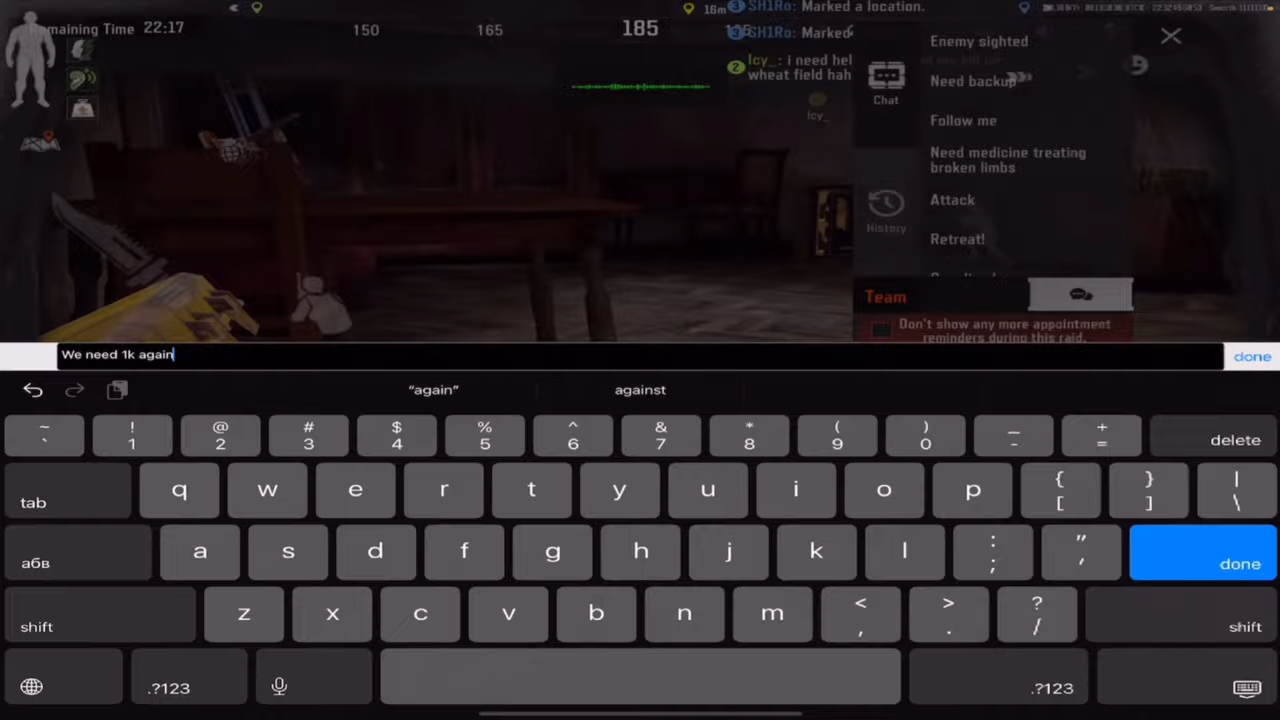 Remaining Time 22:17
150
165
185
16m
SH1Ro: Marked a location.
SH1Ro: Marked
Icy_: i need hel
wheat field hah
Icy_
Chat
History
Enemy sighted
Need backup
Follow me
Need medicine treating
broken limbs
Attack
Retreat!
Team
Don't show any more appointment
reminders during this raid.
We need 1k again
done
“again”
against
~ ` ! 1 @ 2 # 3 $ 4 % 5 ^ 6 & 7 * 8 ( 9 ) 0 _ - + = delete
tab q w e r t y u i o p { [ } ] | \
абв a s d f g h j k l : ; " ' done
shift z x c v b n m < , > . ? / shift
.?123 .?123